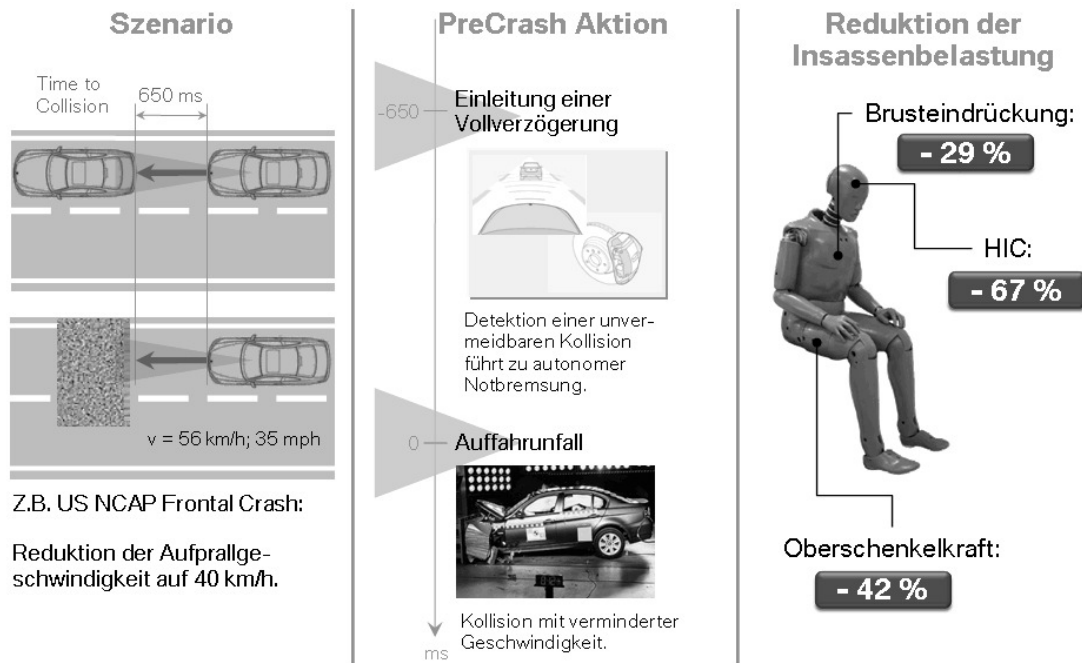 Szenario
Time to
Collision
650 ms
v = 56 km/h; 35 mph
Z.B. US NCAP Frontal Crash:
Reduktion der Aufprallge-
schwindigkeit auf 40 km/h.
PreCrash Aktion
-650
Einleitung einer
Vollverzögerung
Detektion einer unver-
meidbaren Kollision
führt zu autonomer
Notbremsung.
0
Auffahrunfall
Kollision mit verminderter
Geschwindigkeit.
ms
Reduktion der
Insassenbelastung
Brusteindrückung:
- 29 %
HIC:
- 67 %
Oberschenkelkraft:
- 42 %